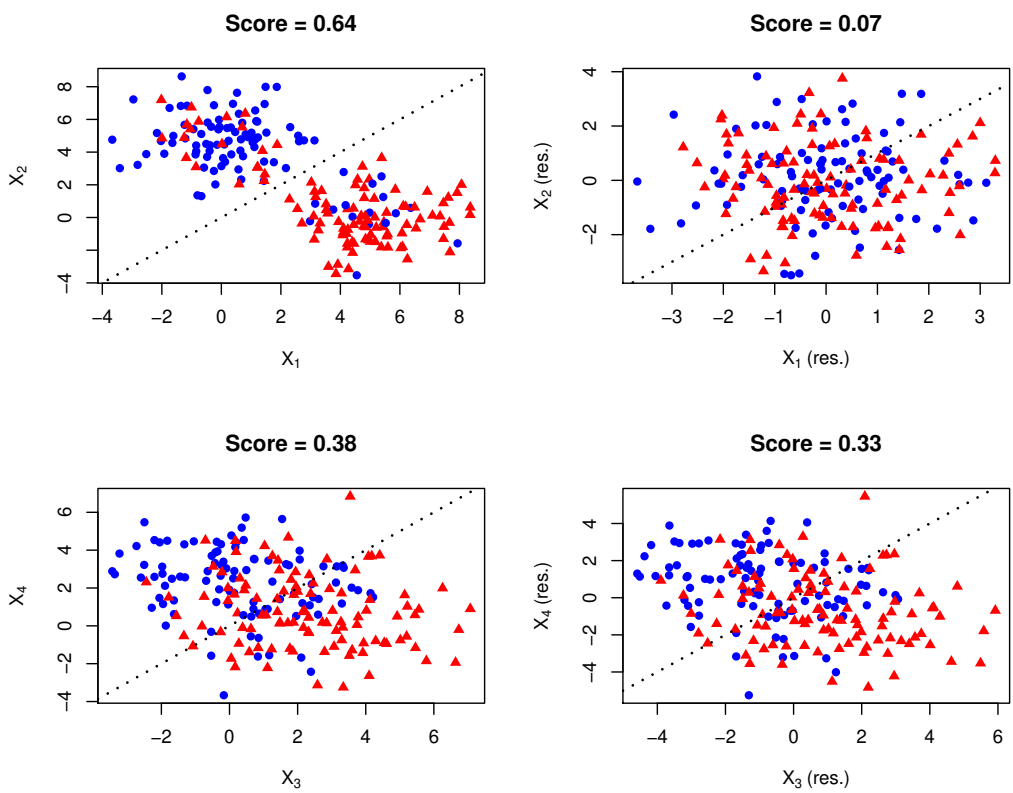 Score = 0.64
8
6
4
2
0
−4
X2
−4 −2 0 2 4 6 8
X1
Score = 0.07
4
2
0
−2
X2 (res.)
−3 −2 −1 0 1 2 3
X1 (res.)
Score = 0.38
6
4
2
0
−2
−4
X4
−2 0 2 4 6
X3
Score = 0.33
4
2
0
−2
−4
X4 (res.)
−4 −2 0 2 4 6
X3 (res.)